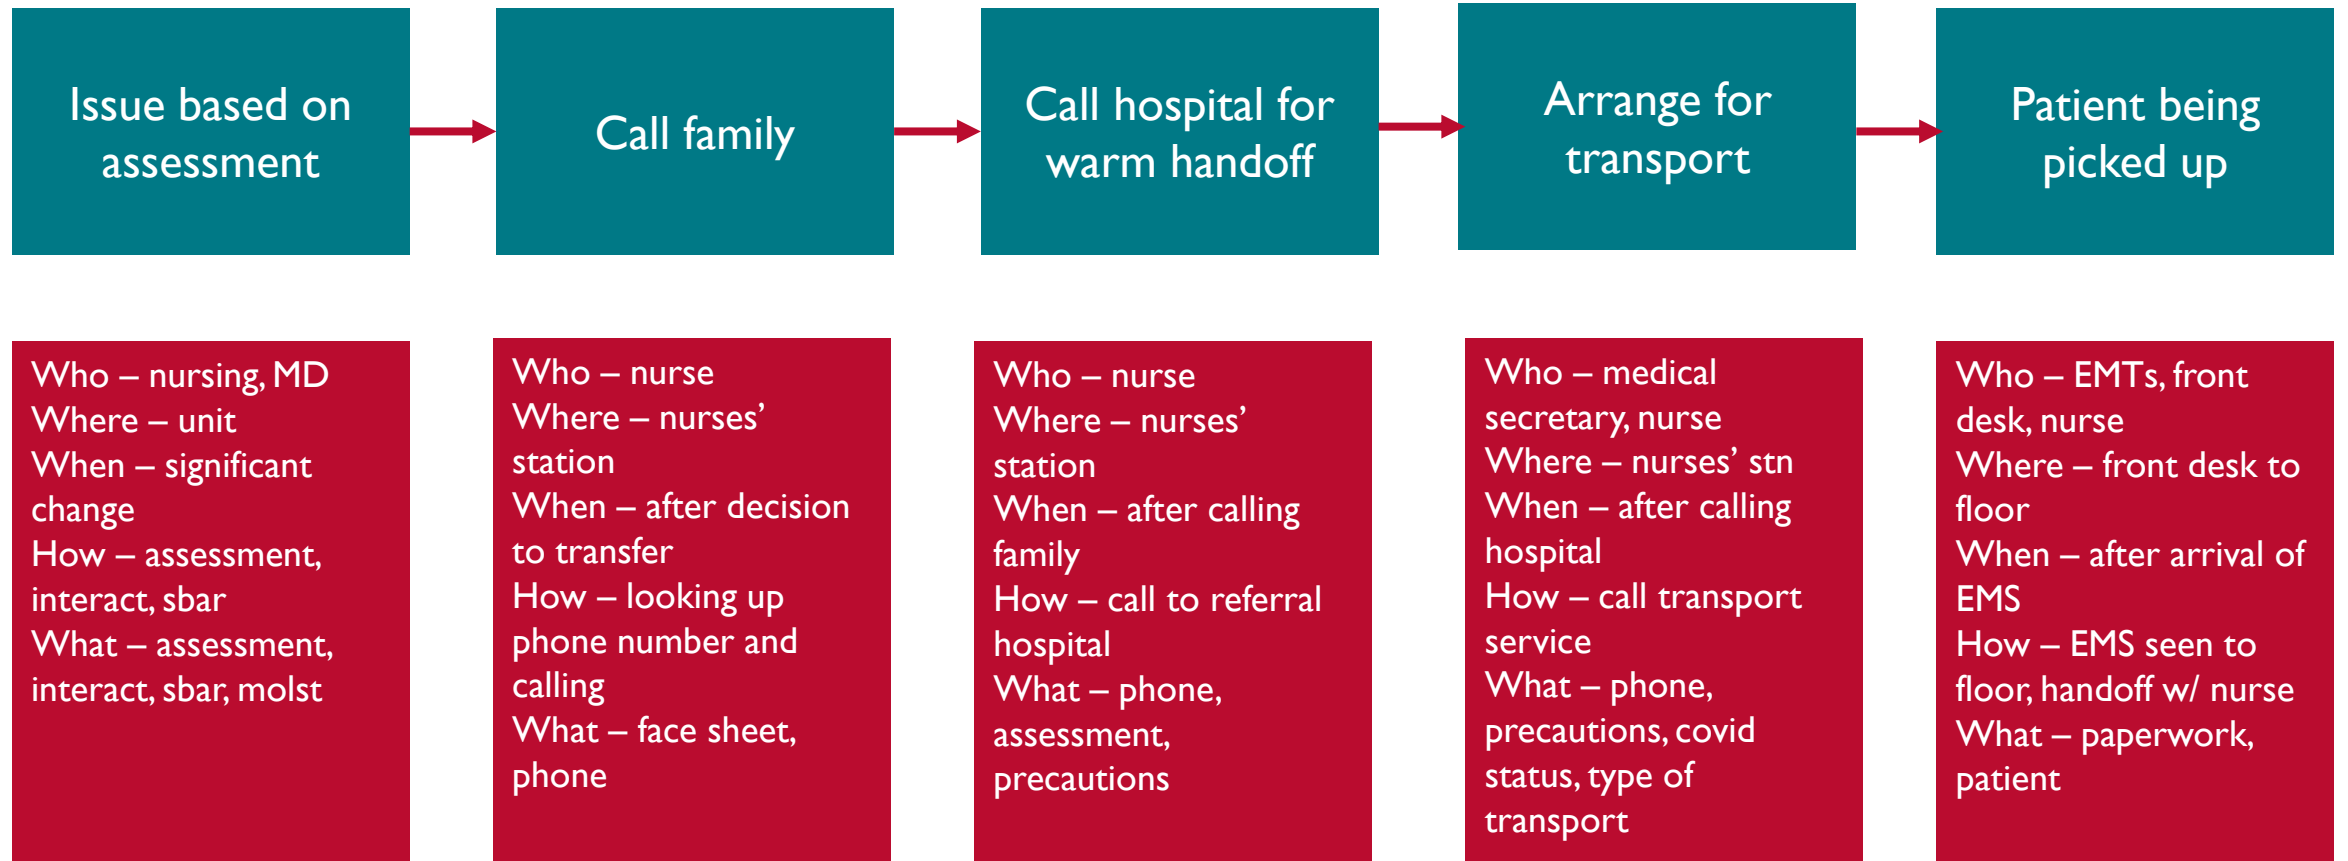 Issue based on
assessment
Call family
Call hospital for
warm handoff
Arrange for
transport
Patient being
picked up
Who – nursing, MD
Where – unit
When – significant
change
How – assessment,
interact, sbar
What – assessment,
interact, sbar, molst
Who – nurse
Where – nurses’
station
When – after decision
to transfer
How – looking up
phone number and
calling
What – face sheet,
phone
Who – nurse
Where – nurses’
station
When – after calling
family
How – call to referral
hospital
What – phone,
assessment,
precautions
Who – medical
secretary, nurse
Where – nurses’ stn
When – after calling
hospital
How – call transport
service
What – phone,
precautions, covid
status, type of
transport
Who – EMTs, front
desk, nurse
Where – front desk to
floor
When – after arrival of
EMS
How – EMS seen to
floor, handoff w/ nurse
What – paperwork,
patient